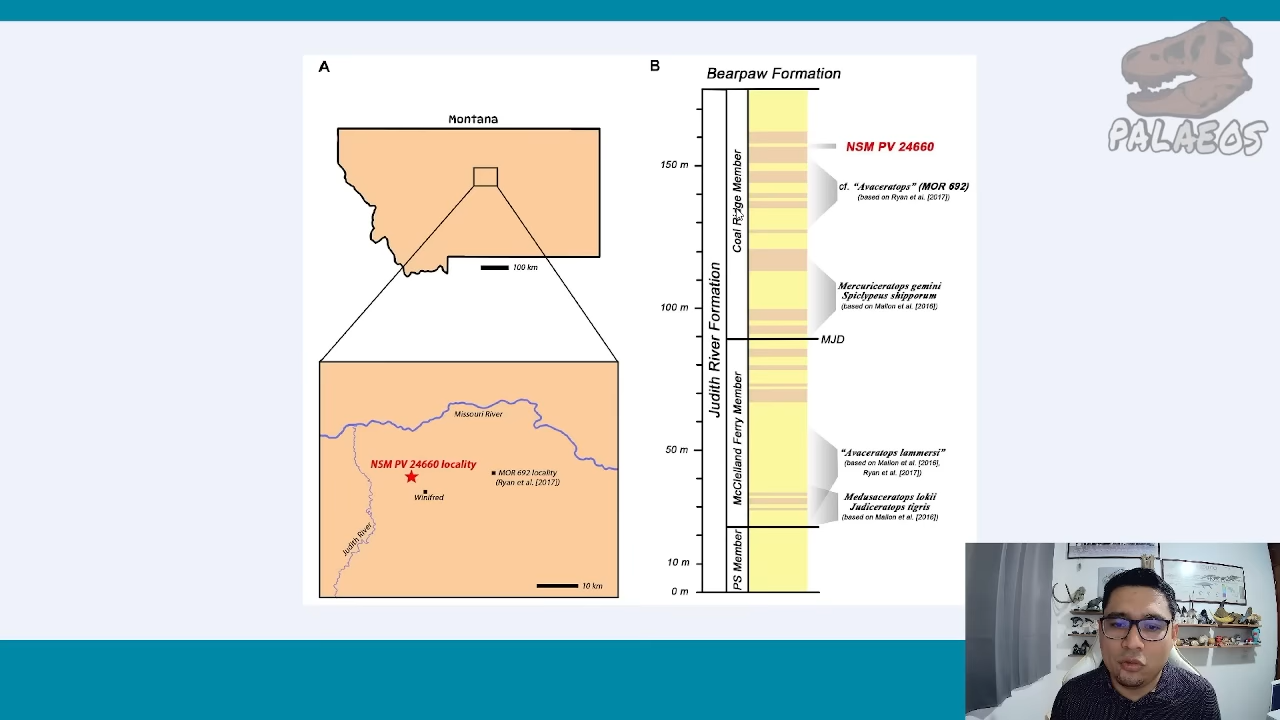 PALAEOS
A
Montana
100 km
Missouri River
NSM PV 24660 locality
MOR 692 locality
(Ryan et al. [2017])
Winifred
Judith River
10 km
B
Bearpaw Formation
150 m
100 m
50 m
10 m
0 m
Judith River Formation
Coal Ridge Member
McClelland Ferry Member
PS Member
NSM PV 24660
cf. “Avaceratops” (MOR 692)
(based on Ryan et al. [2017])
Mercuriceratops gemini
Spiclypeus shipporum
(based on Mallon et al. [2016])
MJD
“Avaceratops lammersi”
(based on Mallon et al. [2016],
Ryan et al. [2017])
Medusaceratops lokii
Judiceratops tigris
(based on Mallon et al. [2016])